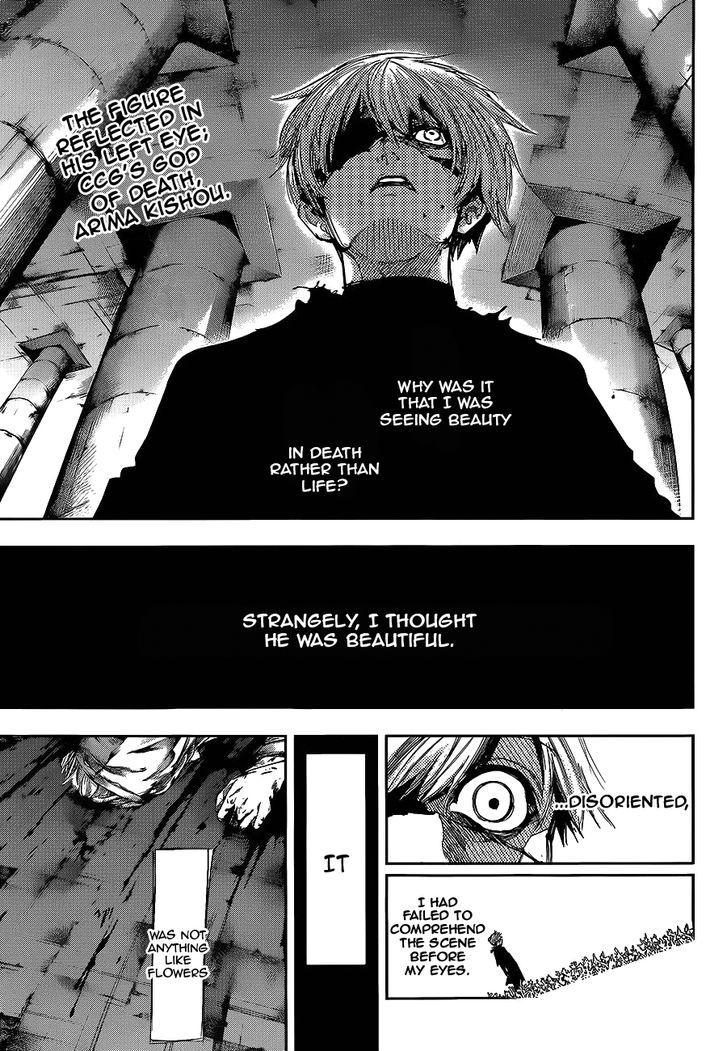 THE FIGURE
REFLECTED IN
HIS LEFT EYE;
CCG'S GOD
OF DEATH,
ARIMA KISHOU.
WHY WAS IT
THAT I WAS
SEEING BEAUTY
IN DEATH
RATHER THAN
LIFE?
STRANGELY, I THOUGHT
HE WAS BEAUTIFUL.
...DISORIENTED,
I HAD
FAILED TO
COMPREHEND
THE SCENE
BEFORE
MY EYES.
IT
WAS NOT
ANYTHING
LIKE
FLOWERS